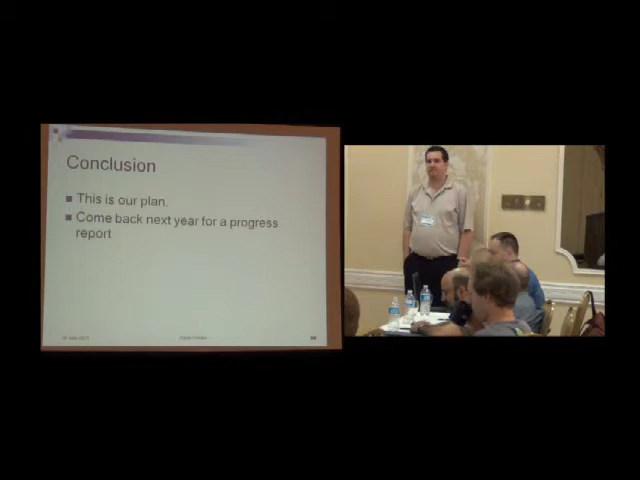 Conclusion
This is our plan.
Come back next year for a progress
report